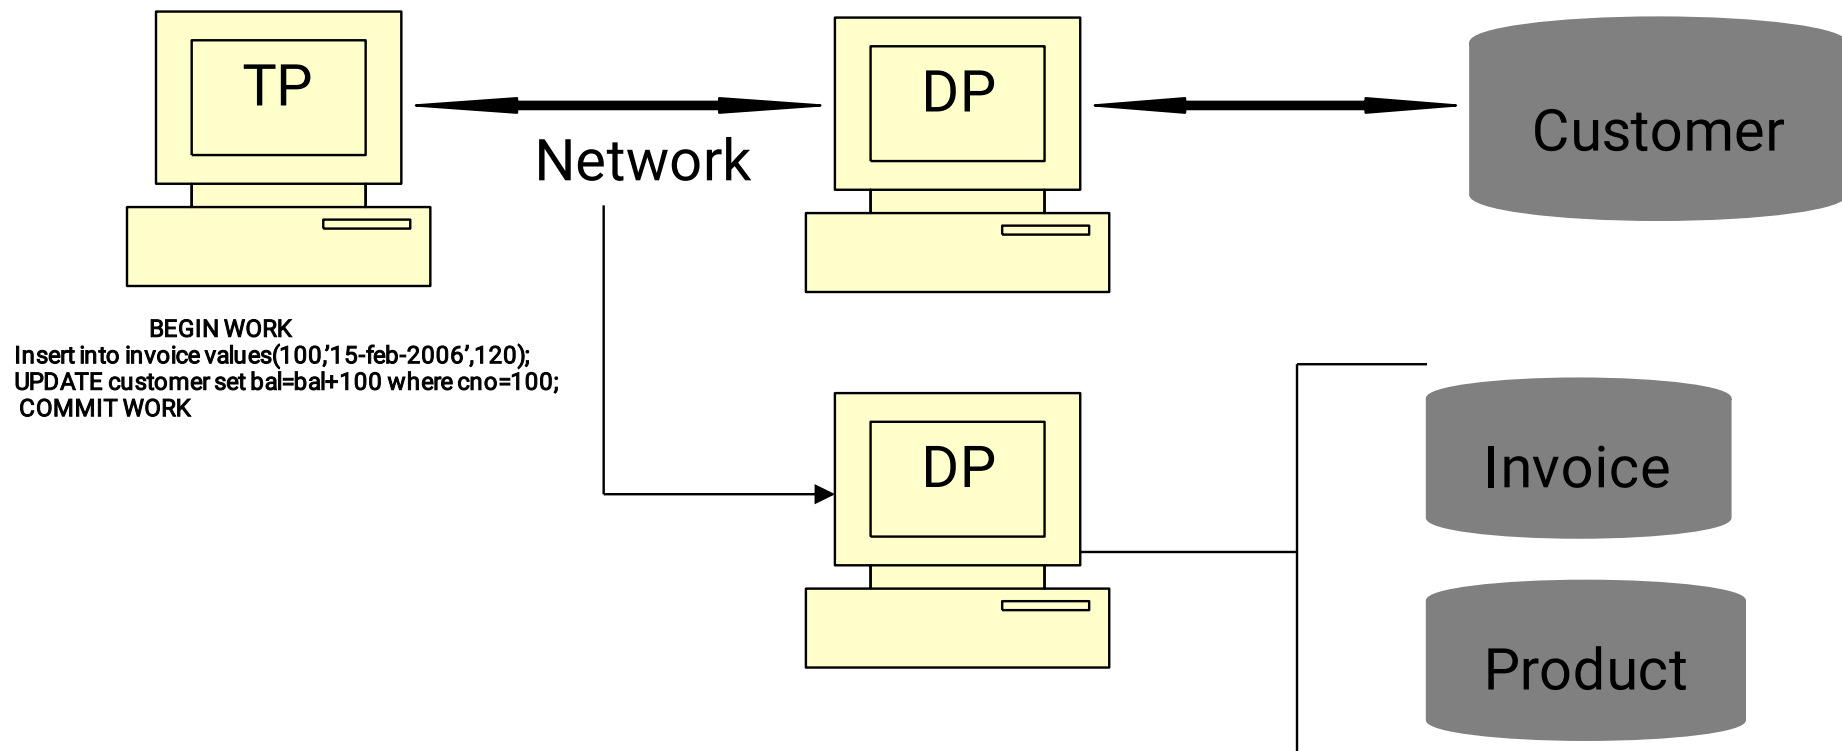 TP
DP
Customer
Network
BEGIN WORK
Insert into invoice values(100,'15-feb-2006',120);
UPDATE customer set bal=bal+100 where cno=100;
COMMIT WORK
DP
Invoice
Product